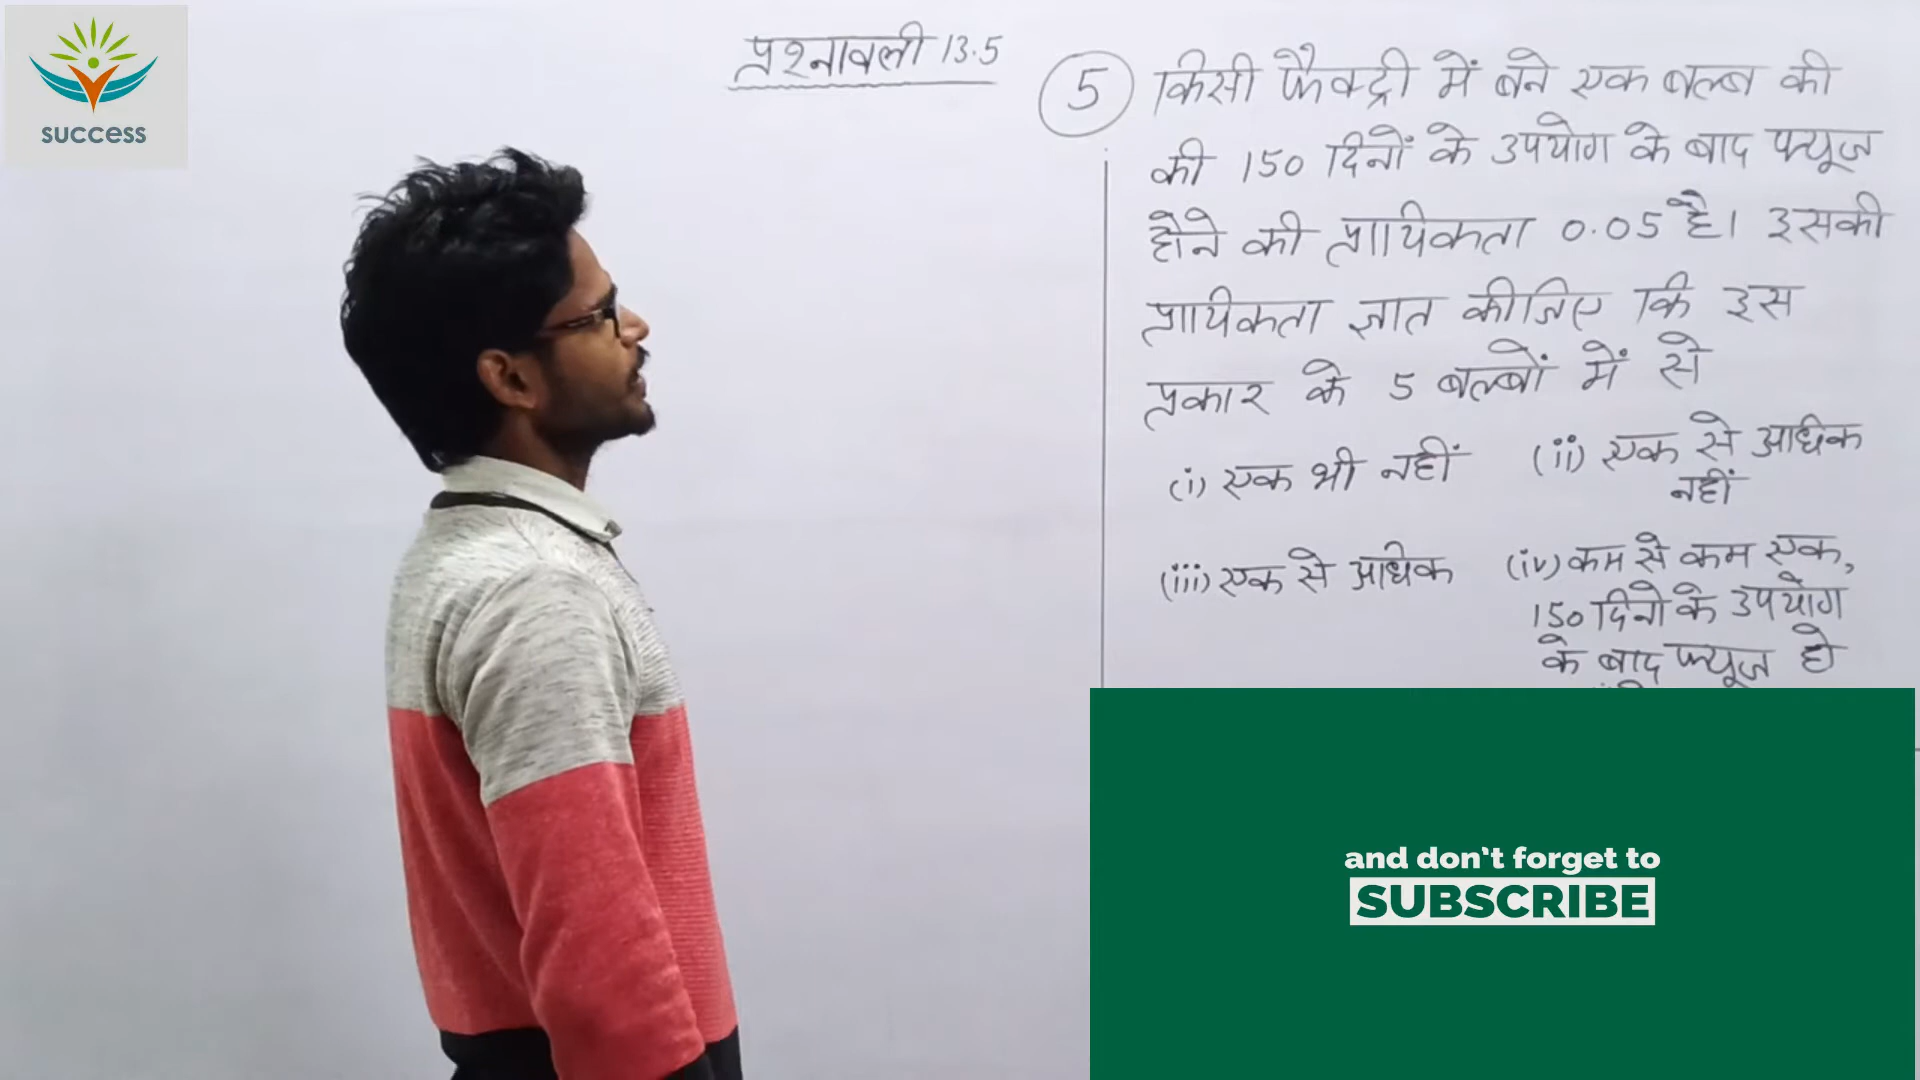 success
प्रश्नावली 13.5
5 किसी फैक्ट्री में बने एक बल्ब की
की 150 दिनों के उपयोग के बाद फ्यूज
होने की प्रायिकता 0.05 है। इसकी
प्रायिकता ज्ञात कीजिए कि इस
प्रकार के 5 बल्बों में से
(i) एक भी नहीं (ii) एक से अधिक
नहीं
(iii) एक से अधिक (iv) कम से कम एक,
150 दिनों के उपयोग
के बाद फ्यूज हो
and don't forget to
SUBSCRIBE